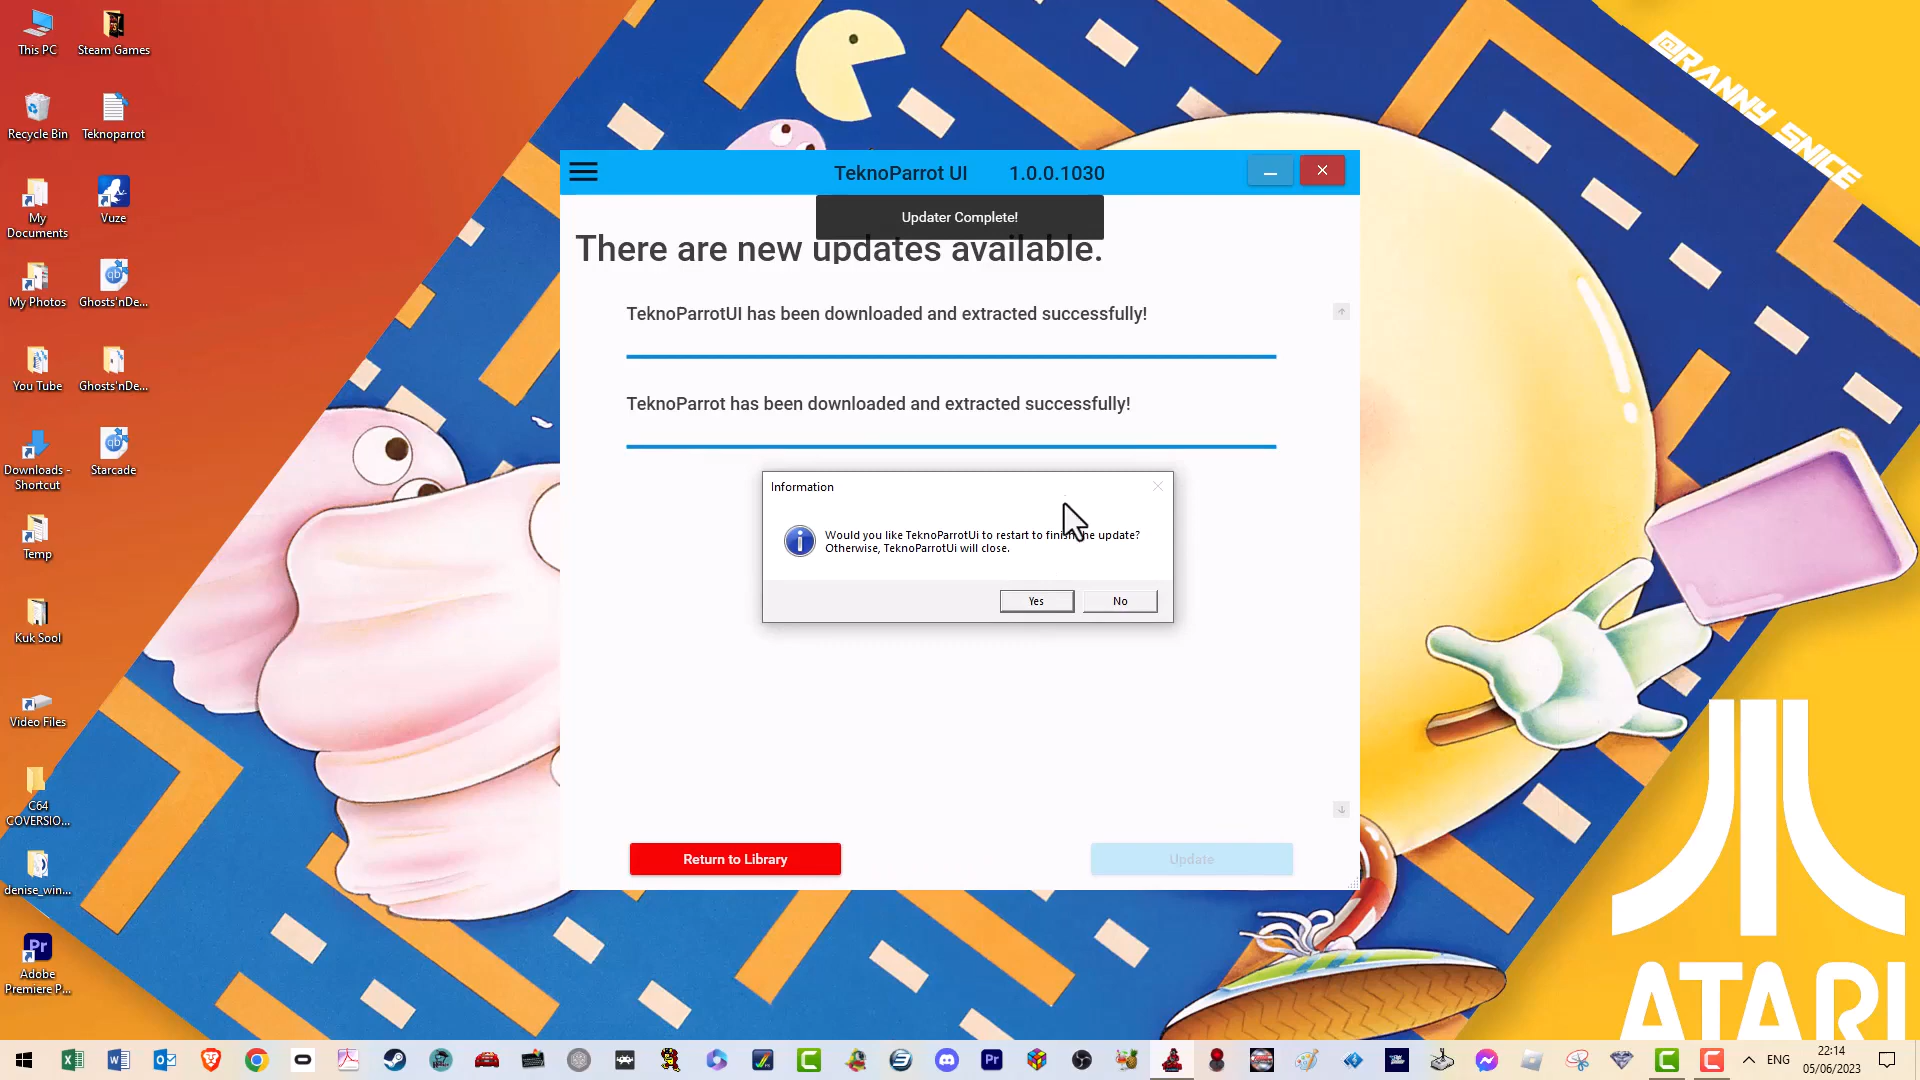 This PC
Steam Games
Recycle Bin
Teknoparrot
My
Documents
Vuze
My Photos
Ghosts'nDe...
You Tube
Ghosts'nDe...
Downloads -
Shortcut
Starcade
Temp
Kuk Sool
Video Files
C64
COVERSIO...
denise_win...
Pr
Adobe
Premiere P...
@RANNY SNICE
TeknoParrot UI 1.0.0.1030
Updater Complete!
There are new updates available.
TeknoParrotUI has been downloaded and extracted successfully!
TeknoParrot has been downloaded and extracted successfully!
Information
Would you like TeknoParrotUi to restart to finish the update?
Otherwise, TeknoParrotUi will close.
Yes
No
Return to Library
Update
ATARI
Pr
ENG
22:14
05/06/2023